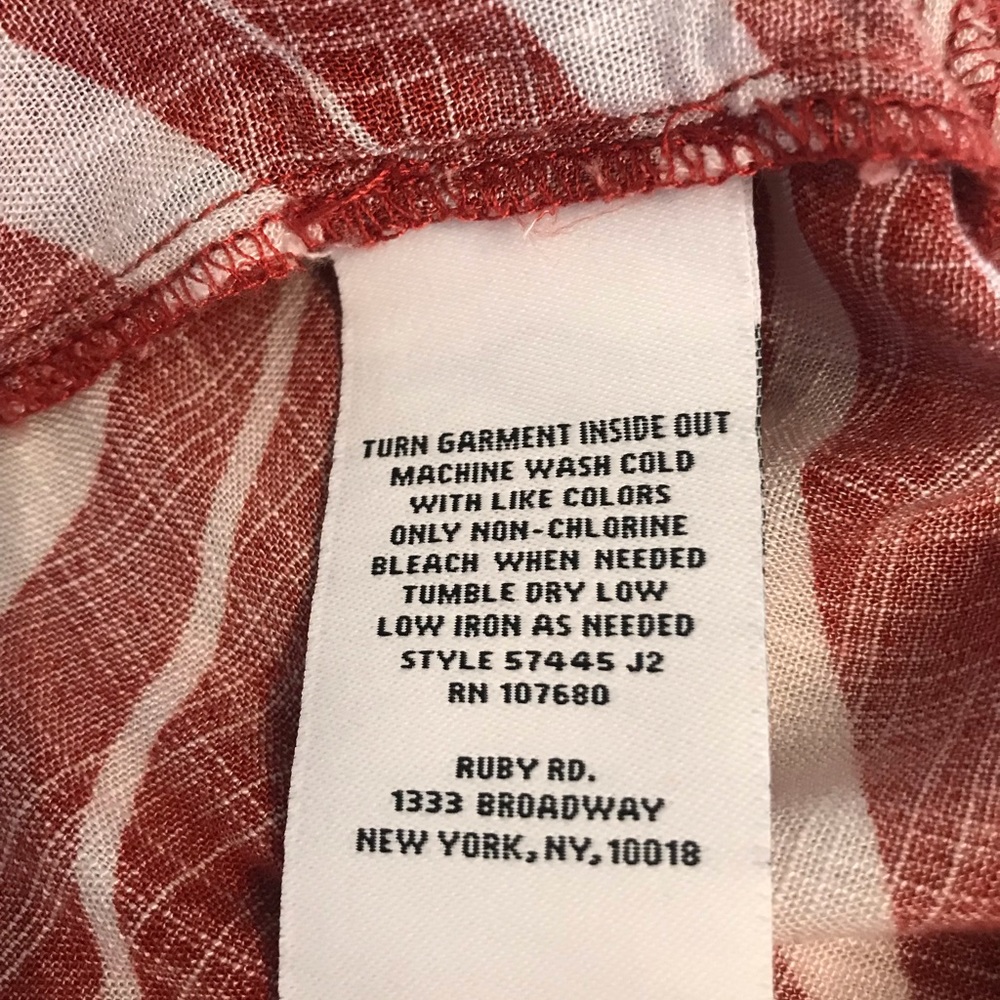 TURN GARMENT INSIDE OUT
MACHINE WASH COLD
WITH LIKE COLORS
ONLY NON-CHLORINE
BLEACH WHEN NEEDED
TUMBLE DRY LOW
LOW IRON AS NEEDED
STYLE 57445 J2
RN 107680
RUBY RD.
1333 BROADWAY
NEW YORK, NY, 10018